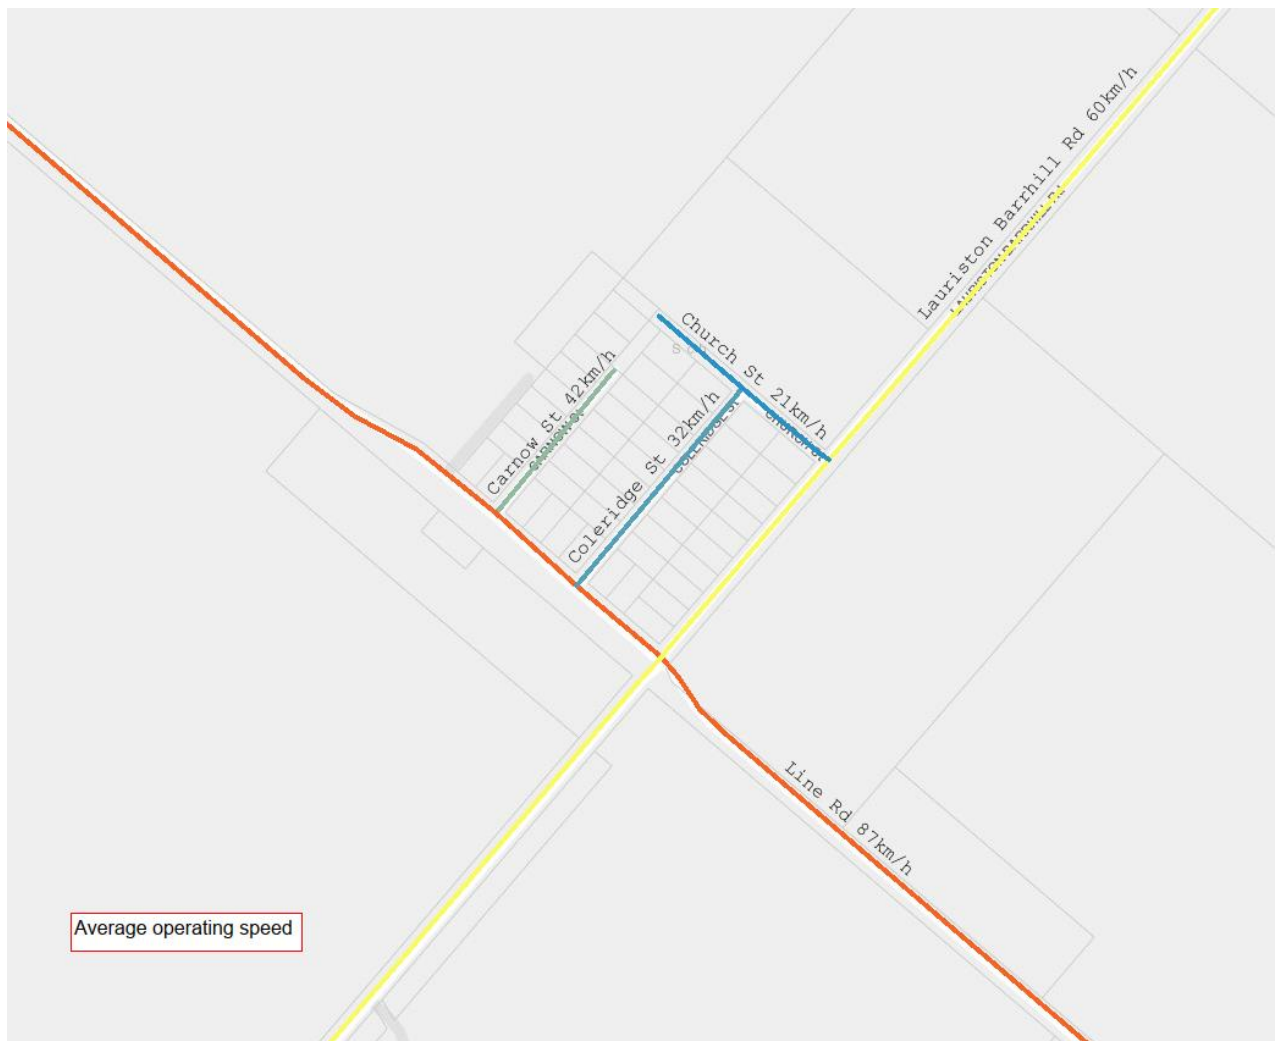 Lauriston Barrhill Rd 60km/h
Church St 21km/h
Carnow St 42km/h
Coleridge St 32km/h
Line Rd 87km/h
Average operating speed